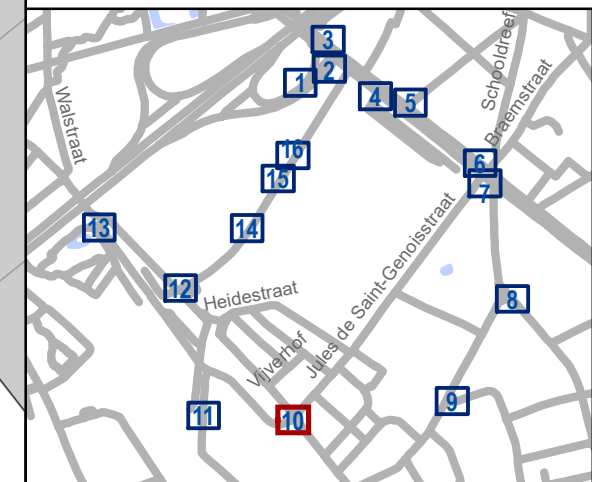 3
2
1
4
5
Schooldreef
Braemstraat
Walstraat
16
15
6
7
13
14
12
Heidestraat
Jules de Saint-Genoisstraat
8
Vijverhof
9
11
10